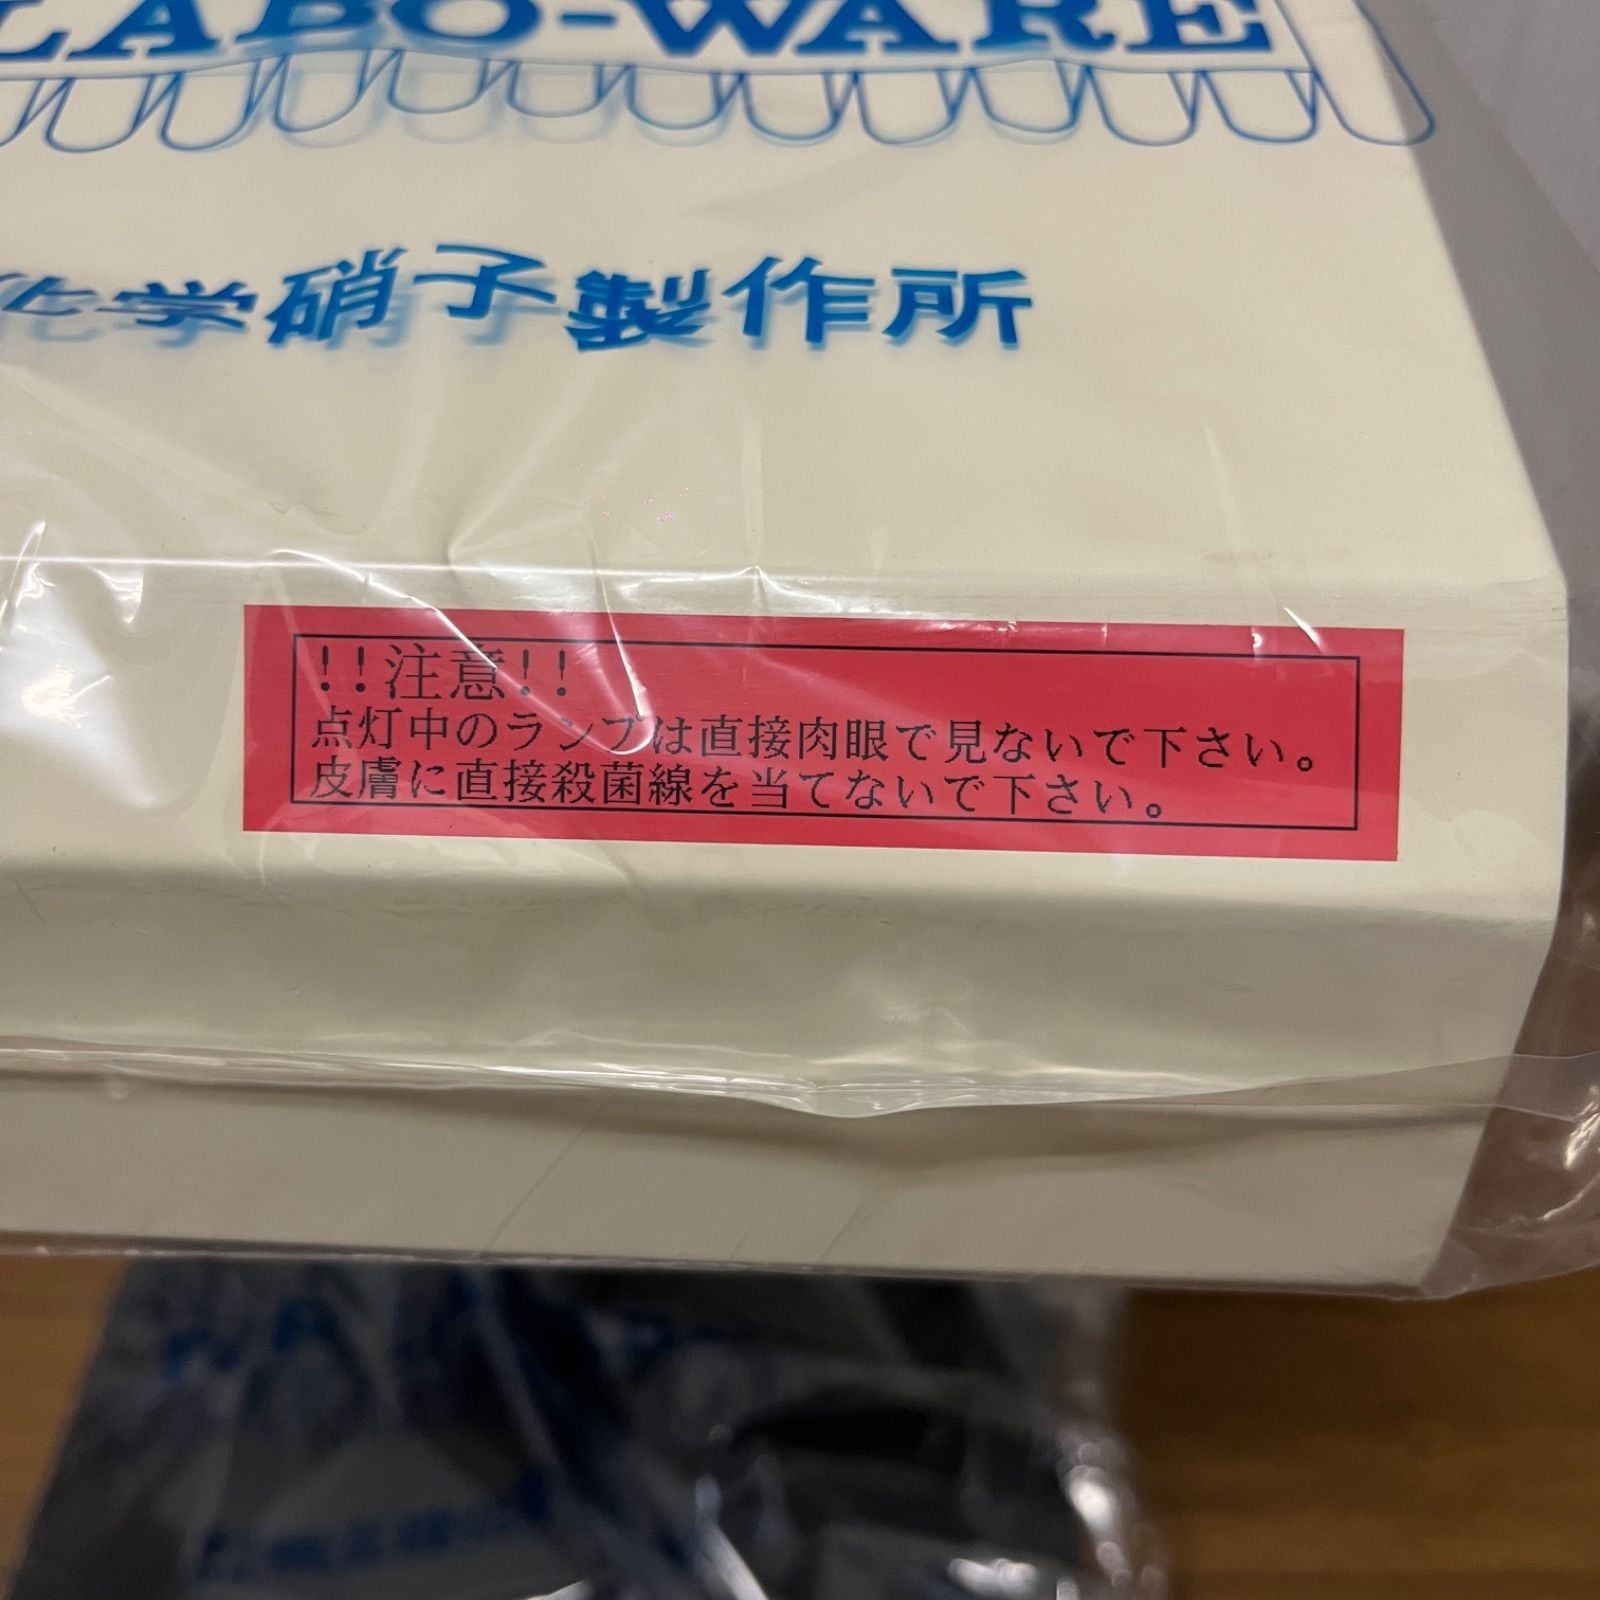 LABO-WARE
化学硝子製作所
!!注意!!
点灯中のランプは直接肉眼で見ないで下さい。
皮膚に直接殺菌線を当てないで下さい。